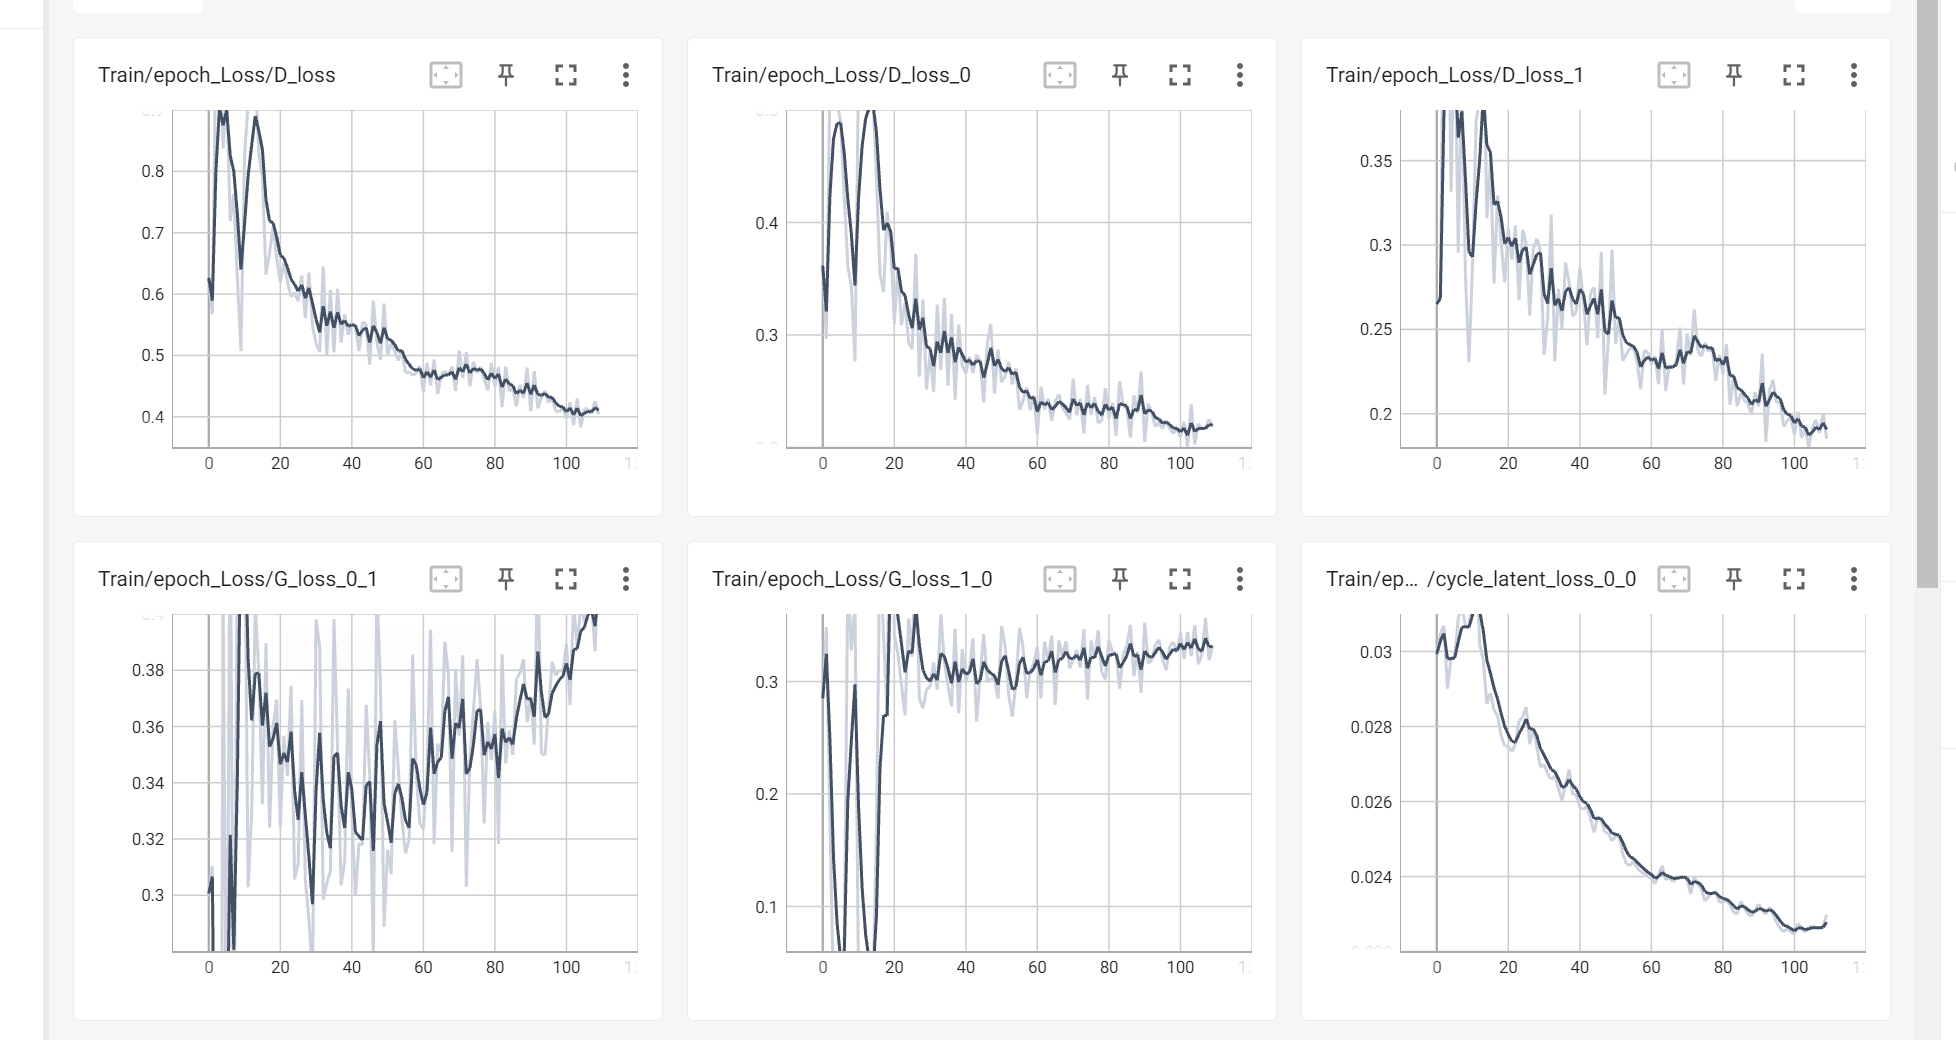 Train/epoch_Loss/D_loss
0.8
0.7
0.6
0.5
0.4
0 20 40 60 80 100
Train/epoch_Loss/D_loss_0
0.4
0.3
0 20 40 60 80 100
Train/epoch_Loss/D_loss_1
0.35
0.3
0.25
0.2
0 20 40 60 80 100
Train/epoch_Loss/G_loss_0_1
0.38
0.36
0.34
0.32
0.3
0 20 40 60 80 100
Train/epoch_Loss/G_loss_1_0
0.3
0.2
0.1
0 20 40 60 80 100
Train/ep... /cycle_latent_loss_0_0
0.03
0.028
0.026
0.024
0 20 40 60 80 100